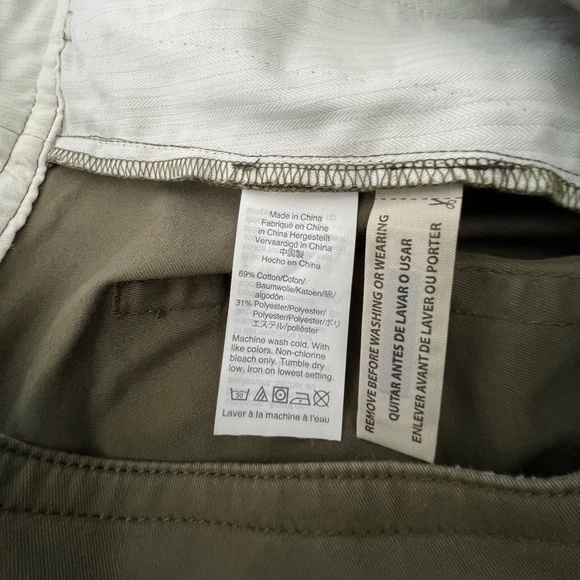 Made in China
Fabriqué en Chine
in China Hergestellt
Vervaardigd in China
中国製
Hecho en China
69% Cotton/Coton/
Baumwolle/Katoen/綿/
algodón
31% Polyester/Polyester/
Polyester/Polyester/ポリ
エステル/poliéster
Machine wash cold. With
like colors. Non-chlorine
bleach only. Tumble dry
low. Iron on lowest setting.
30
Laver à la machine à l'eau
REMOVE BEFORE WASHING OR WEARING
QUITAR ANTES DE LAVAR O USAR
ENLEVER AVANT DE LAVER OU PORTER